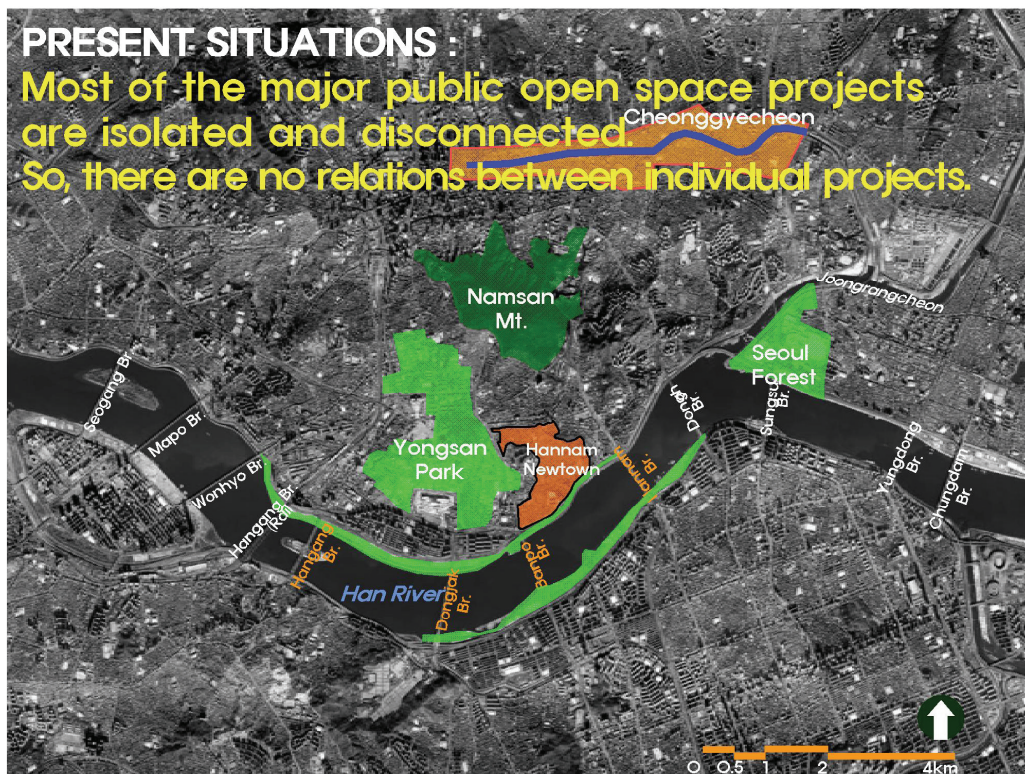 PRESENT SITUATIONS :
Most of the major public open space projects
are isolated and disconnected.
So, there are no relations between individual projects.
Cheonggyecheon
Namsan
Mt.
Joongrangcheon
Seoul
Forest
Yongsan
Park
Hannam
Newtown
Seogang Br.
Mapo Br.
Wonhyo Br.
Hangang Br.
Hangang
Br.
Han River
Dongjak
Br.
Banpo
Br.
Hannam
Br.
Br.
Sungsu
Br.
Yungdong
Br.
Chungdam
Br.
0 0.5 1 2 4km